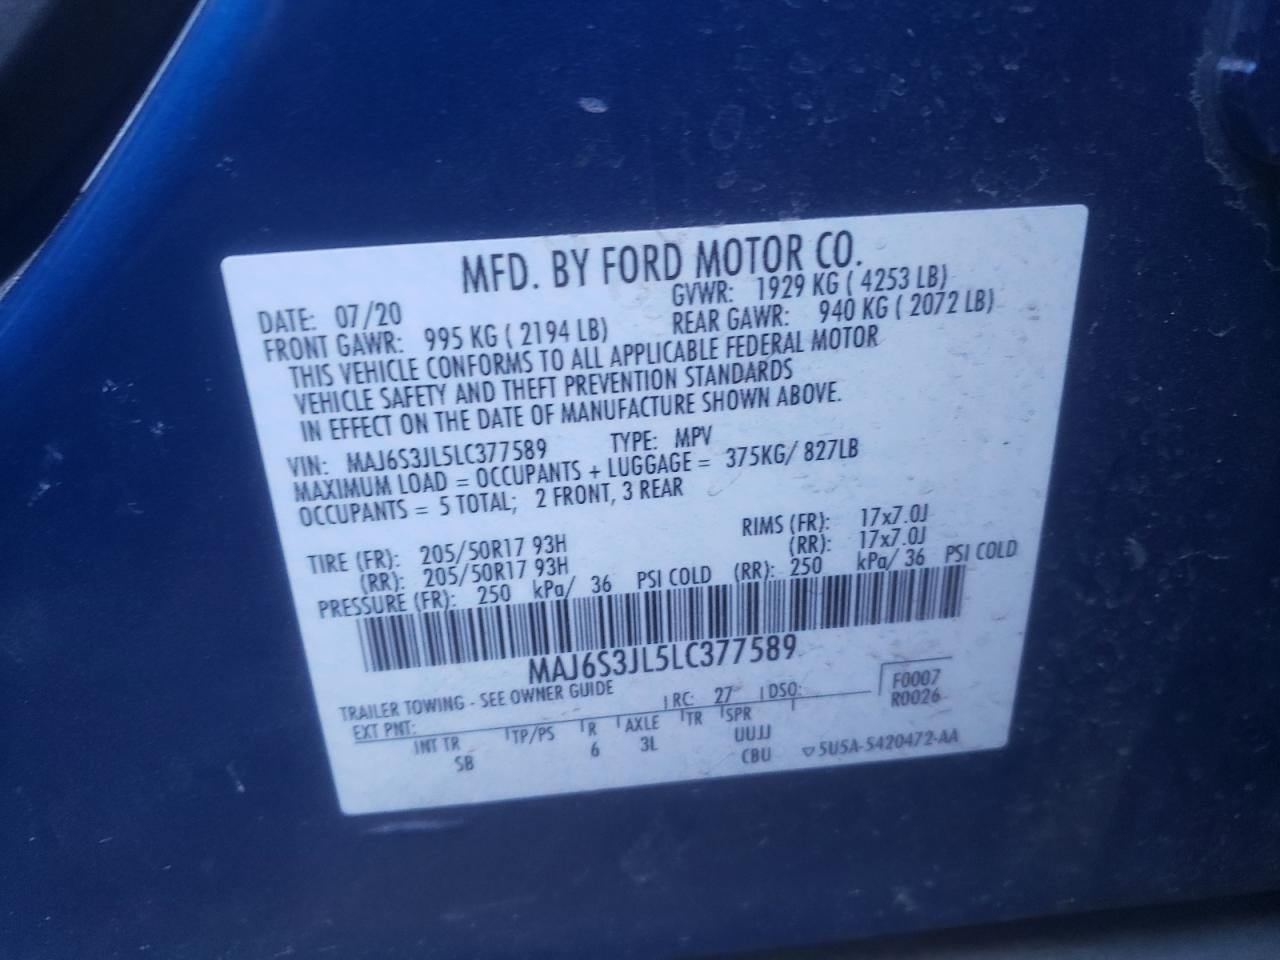 MFD. BY FORD MOTOR CO.
DATE: 07/20 GVWR: 1929 KG ( 4253 LB)
FRONT GAWR: 995 KG ( 2194 LB) REAR GAWR: 940 KG ( 2072 LB)
THIS VEHICLE CONFORMS TO ALL APPLICABLE FEDERAL MOTOR
VEHICLE SAFETY AND THEFT PREVENTION STANDARDS
IN EFFECT ON THE DATE OF MANUFACTURE SHOWN ABOVE.
VIN: MAJ6S3JL5LC377589 TYPE: MPV
MAXIMUM LOAD = OCCUPANTS + LUGGAGE = 375KG/ 827LB
OCCUPANTS = 5 TOTAL; 2 FRONT, 3 REAR
TIRE (FR): 205/50R17 93H RIMS (FR): 17x7.0J
(RR): 205/50R17 93H (RR): 17x7.0J
PRESSURE (FR): 250 kPa/ 36 PSI COLD (RR): 250 kPa/ 36 PSI COLD
MAJ6S3JL5LC377589
TRAILER TOWING - SEE OWNER GUIDE F0007
EXT PNT: RC: 27 DSO: R0026
INT TR TP/PS R AXLE TR SPR
SB 6 3L UUJJ
CBU 5U5A-5420472-AA